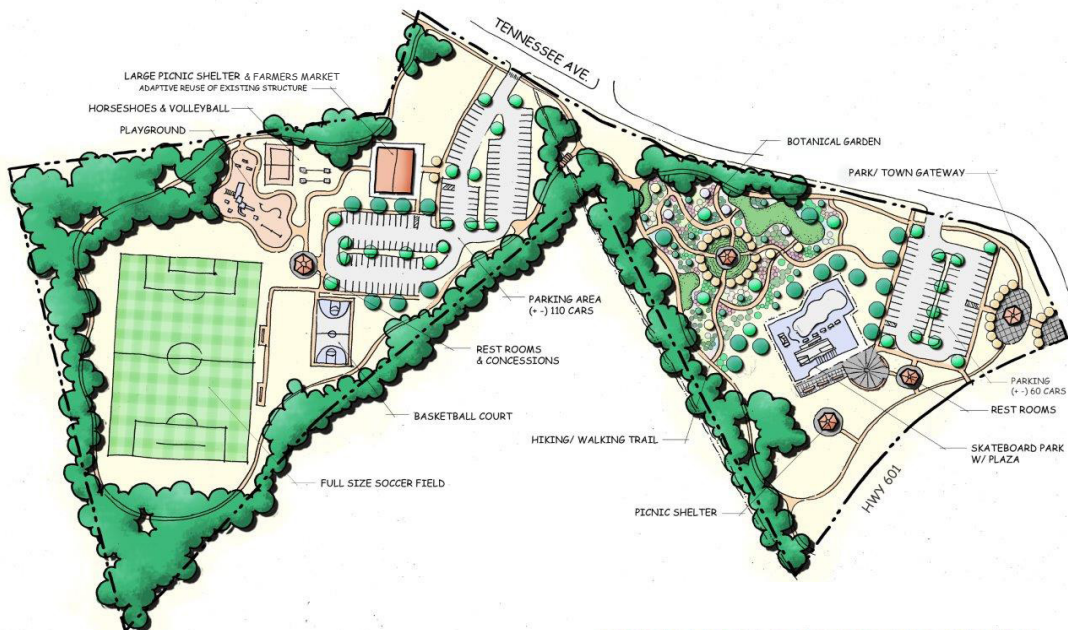 TENNESSEE AVE.
LARGE PICNIC SHELTER & FARMERS MARKET
ADAPTIVE REUSE OF EXISTING STRUCTURE
HORSESHOES & VOLLEYBALL
PLAYGROUND
BOTANICAL GARDEN
PARK/ TOWN GATEWAY
PARKING AREA
(+ -) 110 CARS
REST ROOMS
& CONCESSIONS
BASKETBALL COURT
FULL SIZE SOCCER FIELD
HIKING/ WALKING TRAIL
PICNIC SHELTER
PARKING
(+ -) 60 CARS
REST ROOMS
SKATEBOARD PARK
W/ PLAZA
HWY 601